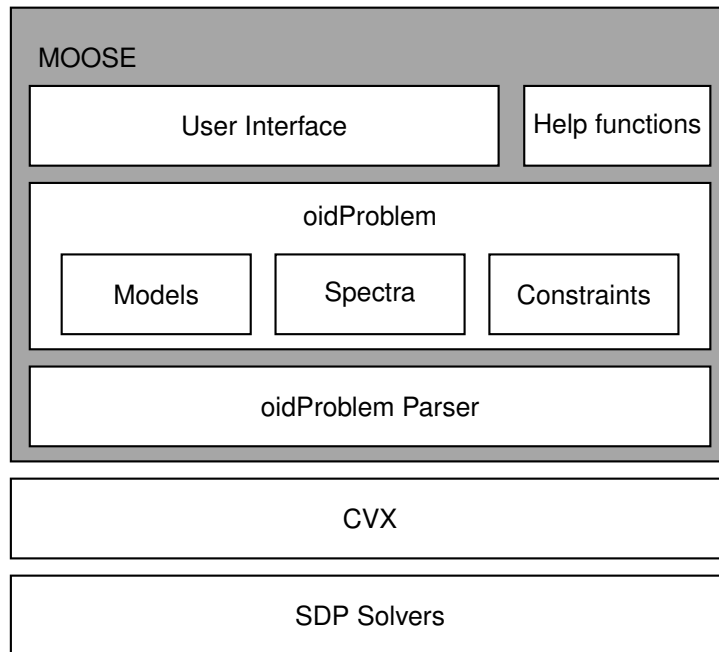 MOOSE
User Interface
Help functions
oidProblem
Models
Spectra
Constraints
oidProblem Parser
CVX
SDP Solvers